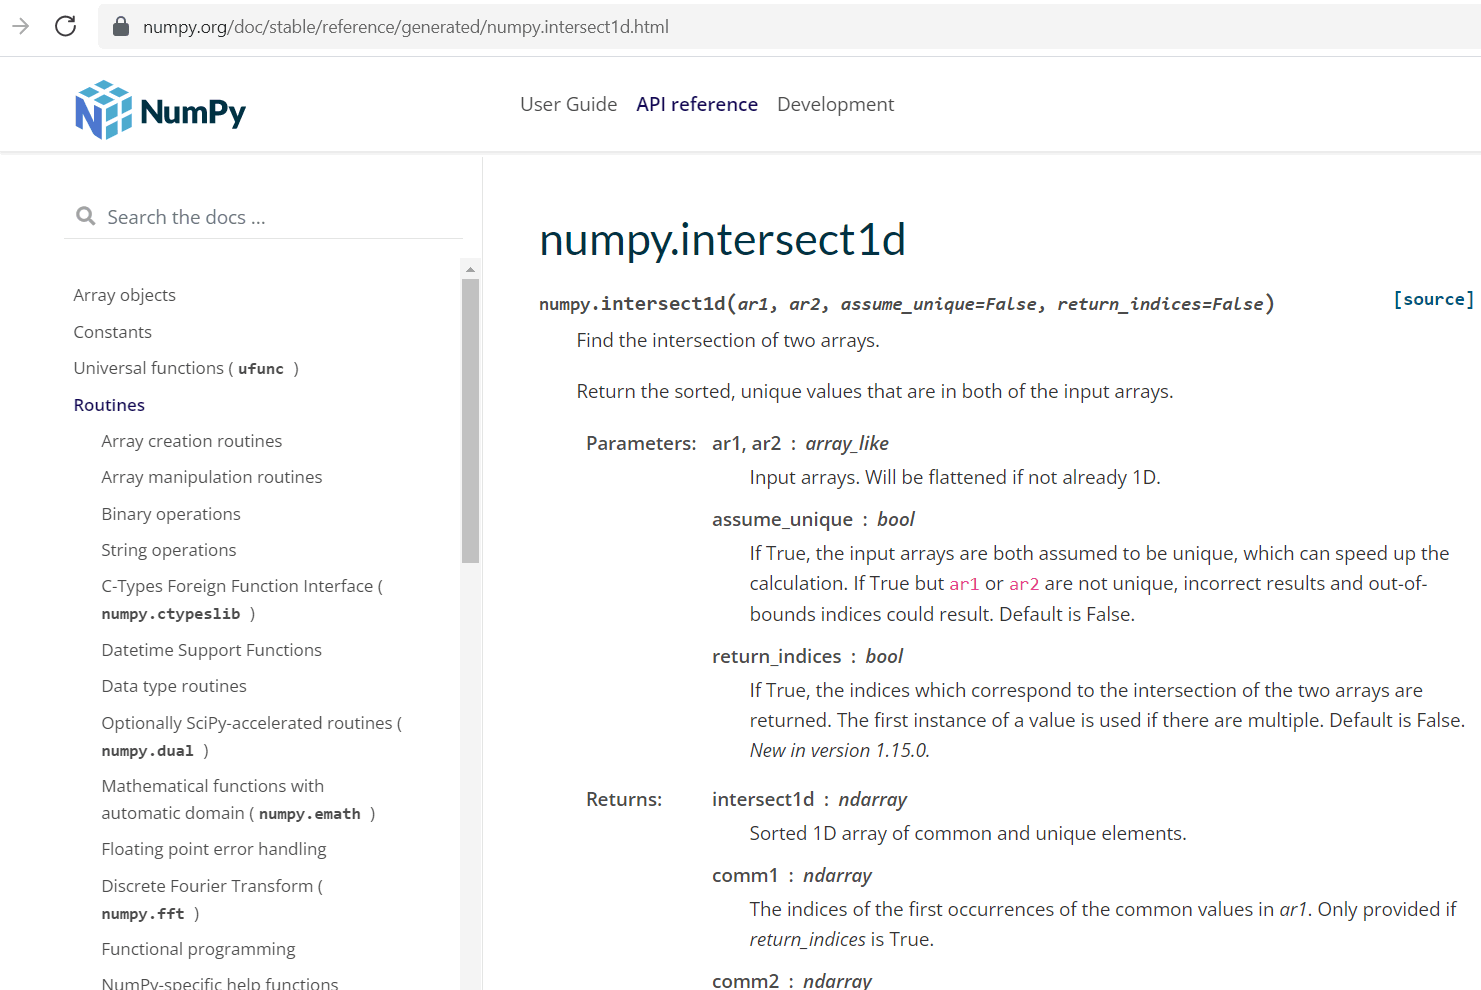 numpy.org/doc/stable/reference/generated/numpy.intersect1d.html
NumPy
User Guide API reference Development
Search the docs ...
Array objects
Constants
Universal functions ( ufunc )
Routines
Array creation routines
Array manipulation routines
Binary operations
String operations
C-Types Foreign Function Interface (
numpy.ctypeslib )
Datetime Support Functions
Data type routines
Optionally SciPy-accelerated routines (
numpy.dual )
Mathematical functions with
automatic domain ( numpy.emath )
Floating point error handling
Discrete Fourier Transform (
numpy.fft )
Functional programming
NumPy-specific help functions
numpy.intersect1d
numpy.intersect1d(ar1, ar2, assume_unique=False, return_indices=False) [source]
Find the intersection of two arrays.
Return the sorted, unique values that are in both of the input arrays.
Parameters: ar1, ar2 : array_like
Input arrays. Will be flattened if not already 1D.
assume_unique : bool
If True, the input arrays are both assumed to be unique, which can speed up the
calculation. If True but ar1 or ar2 are not unique, incorrect results and out-of-
bounds indices could result. Default is False.
return_indices : bool
If True, the indices which correspond to the intersection of the two arrays are
returned. The first instance of a value is used if there are multiple. Default is False.
New in version 1.15.0.
Returns: intersect1d : ndarray
Sorted 1D array of common and unique elements.
comm1 : ndarray
The indices of the first occurrences of the common values in ar1. Only provided if
return_indices is True.
comm2 : ndarray